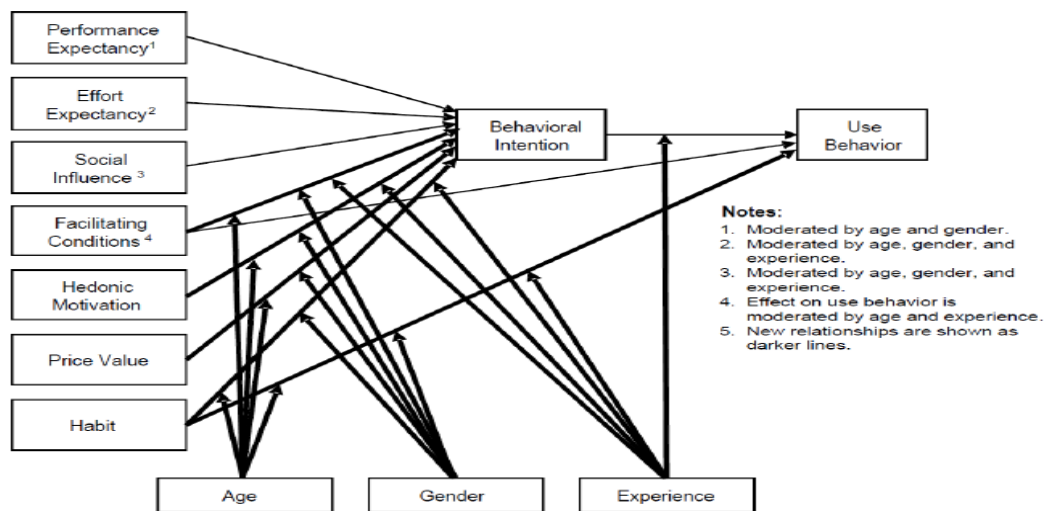 Performance
Expectancy¹
Effort
Expectancy²
Social
Influence ³
Facilitating
Conditions ⁴
Hedonic
Motivation
Price Value
Habit
Behavioral
Intention
Use
Behavior
Notes:
1. Moderated by age and gender.
2. Moderated by age, gender, and
experience.
3. Moderated by age, gender, and
experience.
4. Effect on use behavior is
moderated by age and experience.
5. New relationships are shown as
darker lines.
Age
Gender
Experience